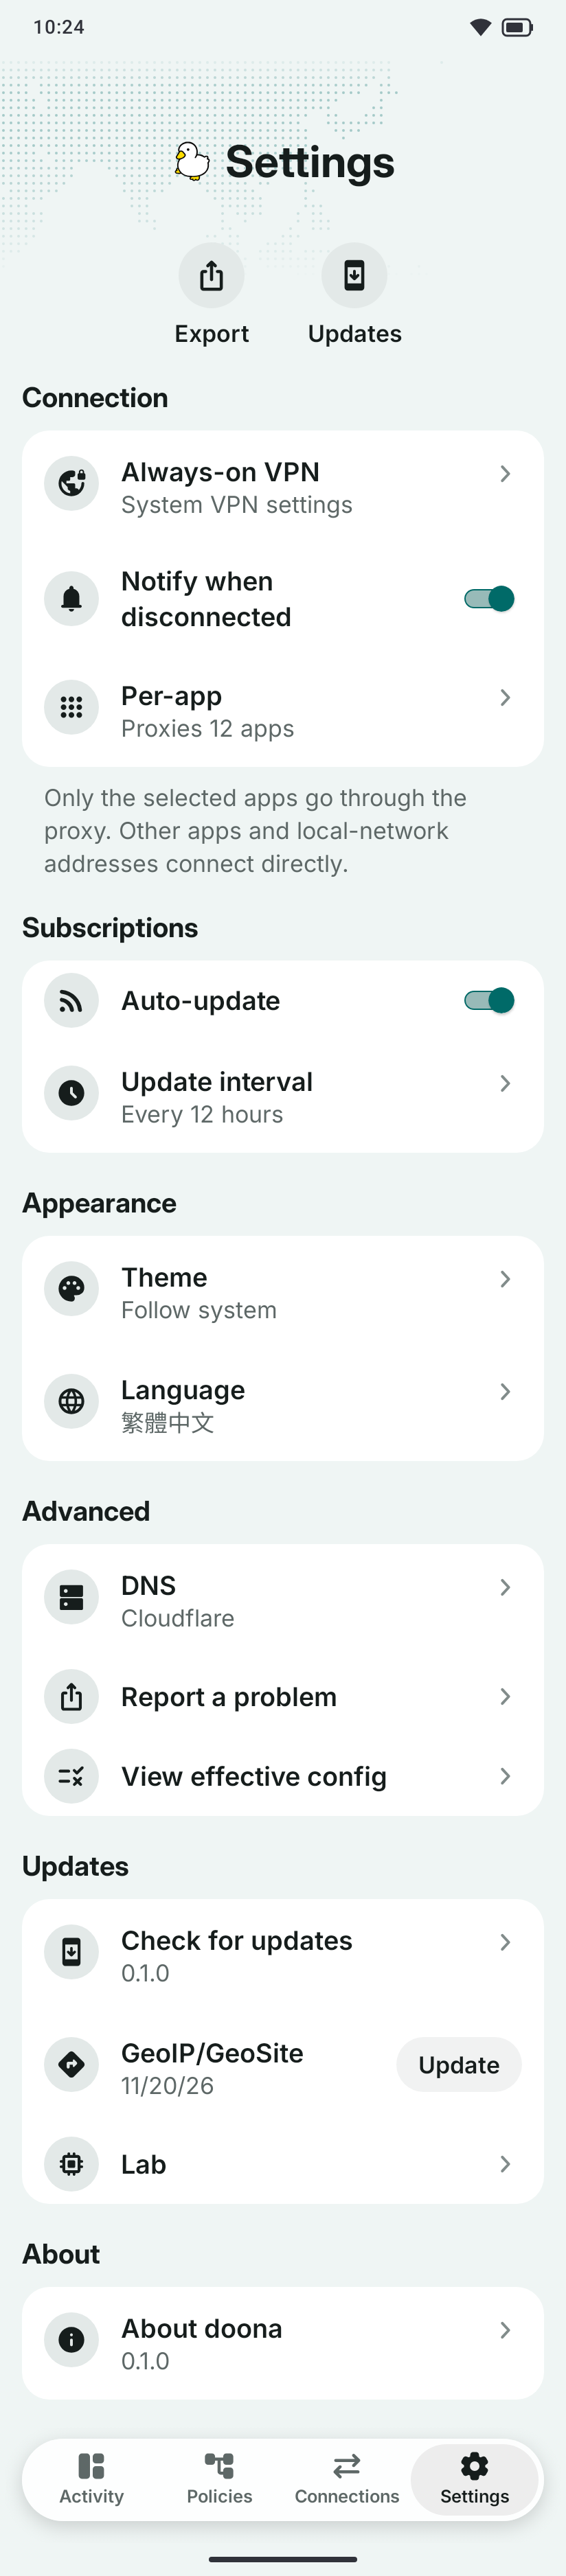 10:24
Settings
Export
Updates
Connection
Always-on VPN
System VPN settings
Notify when
disconnected
Per-app
Proxies 12 apps
Only the selected apps go through the
proxy. Other apps and local-network
addresses connect directly.
Subscriptions
Auto-update
Update interval
Every 12 hours
Appearance
Theme
Follow system
Language
繁體中文
Advanced
DNS
Cloudflare
Report a problem
View effective config
Updates
Check for updates
0.1.0
GeoIP/GeoSite
11/20/26
Update
Lab
About
About doona
0.1.0
Activity
Policies
Connections
Settings